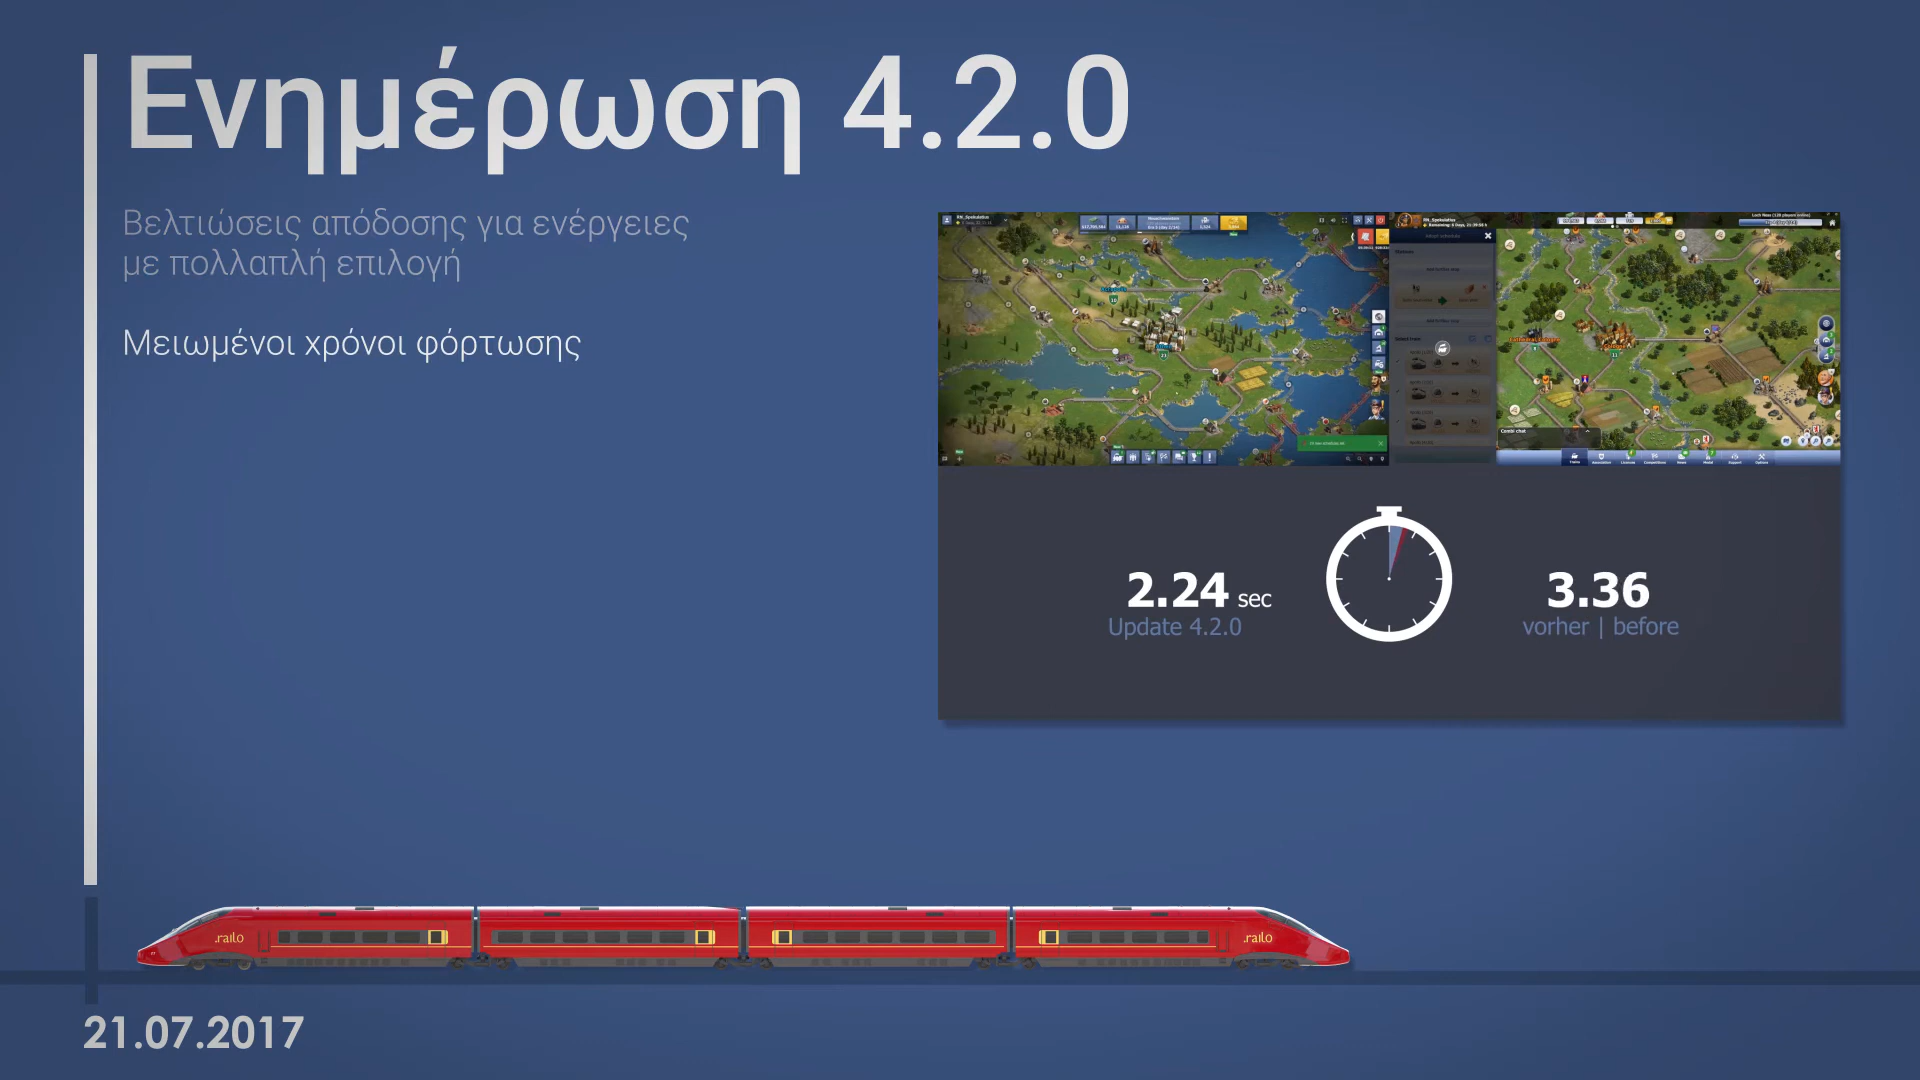 Ενημέρωση 4.2.0
Βελτιώσεις απόδοσης για ενέργειες
με πολλαπλή επιλογή
Μειωμένοι χρόνοι φόρτωσης
2.24 sec
Update 4.2.0
3.36
vorher | before
.railo
.railo
21.07.2017